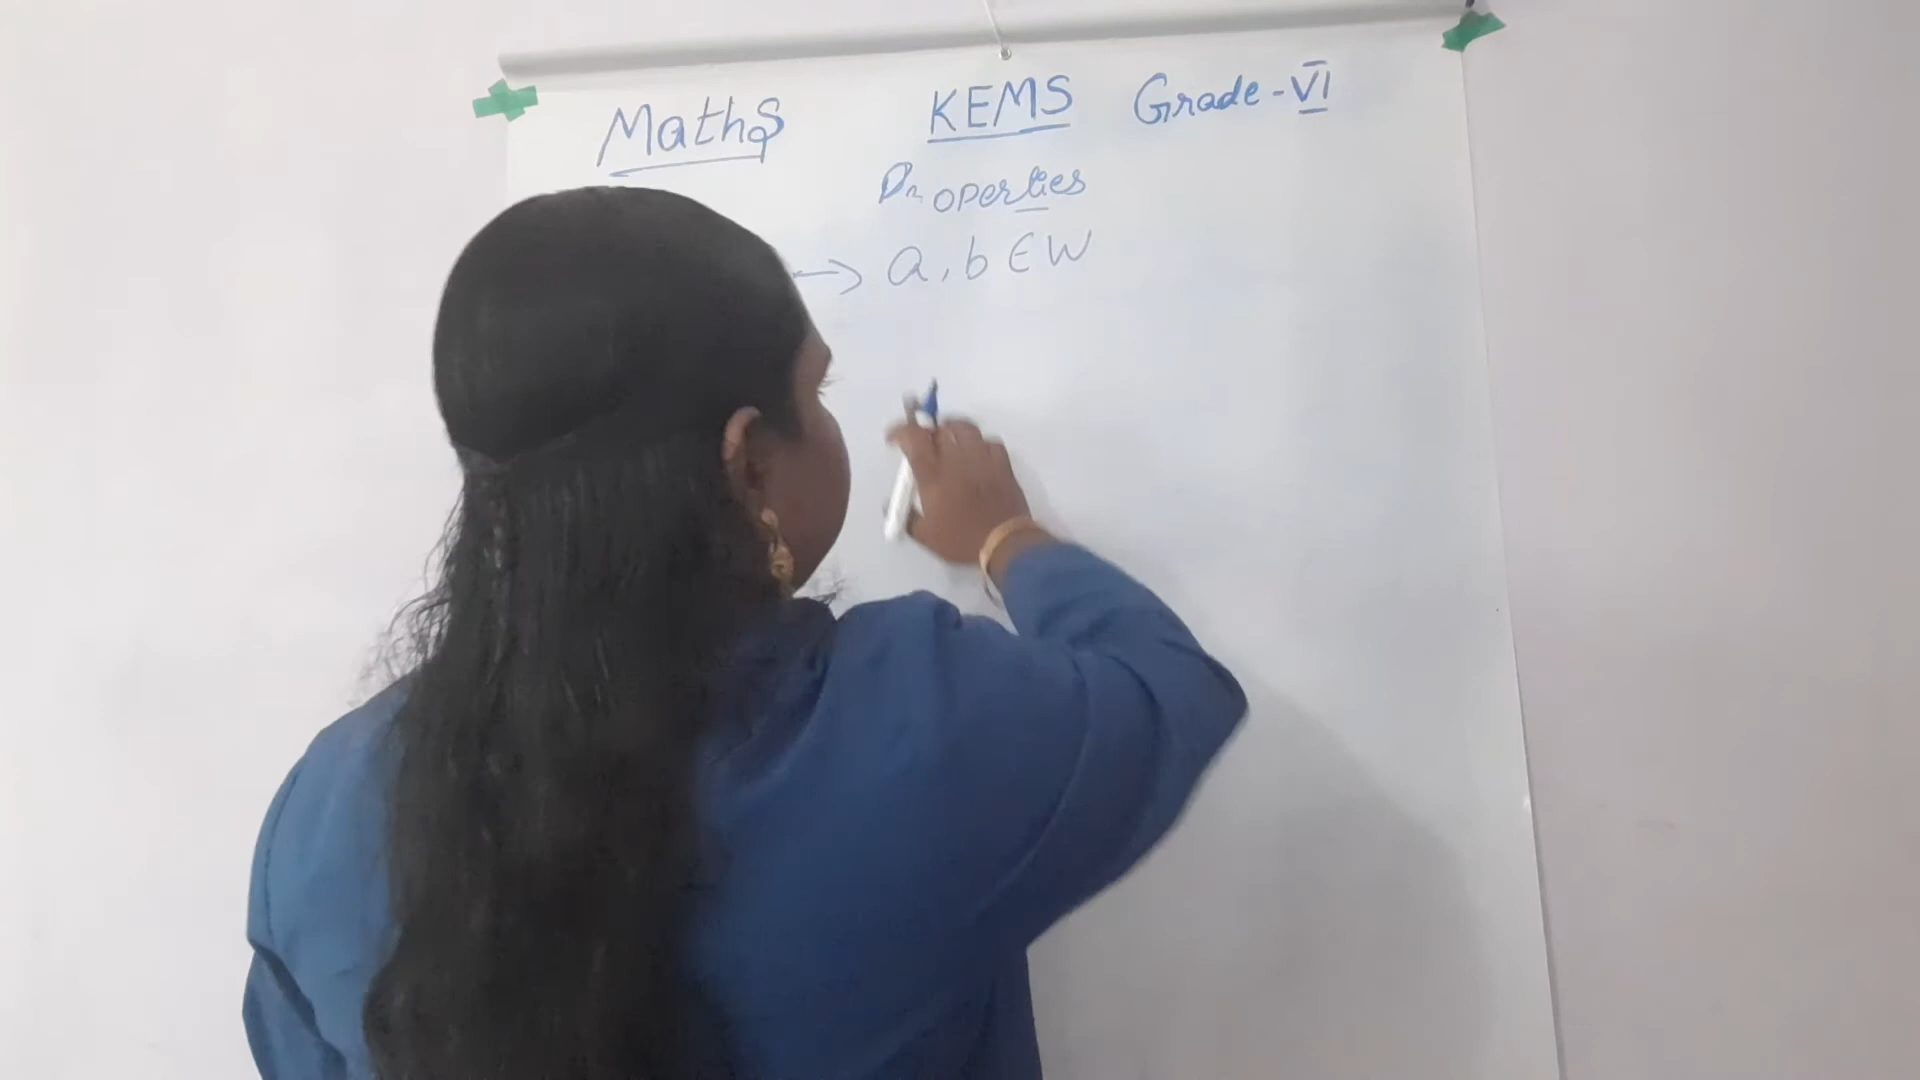 Maths KEMS Grade - VI
Properties
→ a, b ∈ W